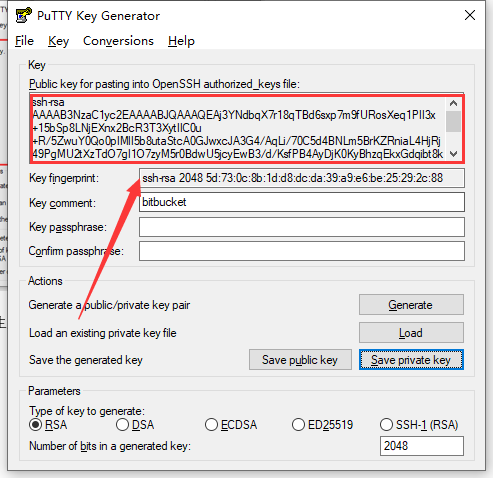 PuTTY Key Generator
File Key Conversions Help
Key
Public key for pasting into OpenSSH authorized_keys file:
ssh-rsa
AAAAB3NzaC1yc2EAAAABJQAAAQEAj3YNdbqX7r18qTBd6sxp7m9fURosXeq1PIl3x
+15bSp8LNjEXnx2BcR3T3XytIlC0u
+R/5ZwuY0Qo0pIMlI5b8utaStcA0GJwxcJA3G4/AqLi/70C5d4BNLm5BrKZRniaL4HjRj
49PgMU2tXzTdO7gI1O7zyM5r0BdwU5jcyEwB3/d/KsfPB4AyDjK0KyBhzqEkxGdqibt8k
Key fingerprint: ssh-rsa 2048 5d:73:0c:8b:1d:d8:dc:da:39:a9:e6:be:25:29:2c:88
Key comment: bitbucket
Key passphrase:
Confirm passphrase:
Actions
Generate a public/private key pair Generate
Load an existing private key file Load
Save the generated key Save public key Save private key
Parameters
Type of key to generate:
RSA DSA ECDSA ED25519 SSH-1 (RSA)
Number of bits in a generated key: 2048